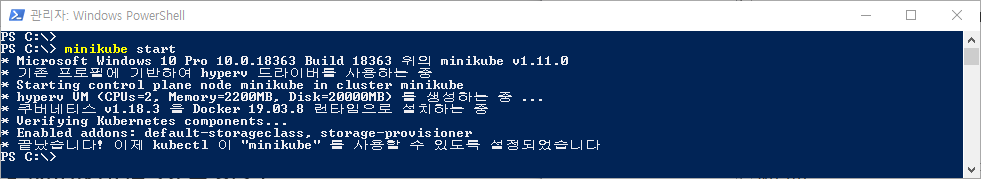 관리자: Windows PowerShell
PS C:\>
PS C:\> minikube start
* Microsoft Windows 10 Pro 10.0.18363 Build 18363 위의 minikube v1.11.0
* 기존 프로필에 기반하여 hyperv 드라이버를 사용하는 중
* Starting control plane node minikube in cluster minikube
* hyperv VM (CPUs=2, Memory=2200MB, Disk=20000MB) 를 생성하는 중 ...
* 쿠버네티스 v1.18.3 을 Docker 19.03.8 런타임으로 설치하는 중
* Verifying Kubernetes components...
* Enabled addons: default-storageclass, storage-provisioner
* 끝났습니다! 이제 kubectl 이 "minikube" 를 사용할 수 있도록 설정되었습니다
PS C:\>